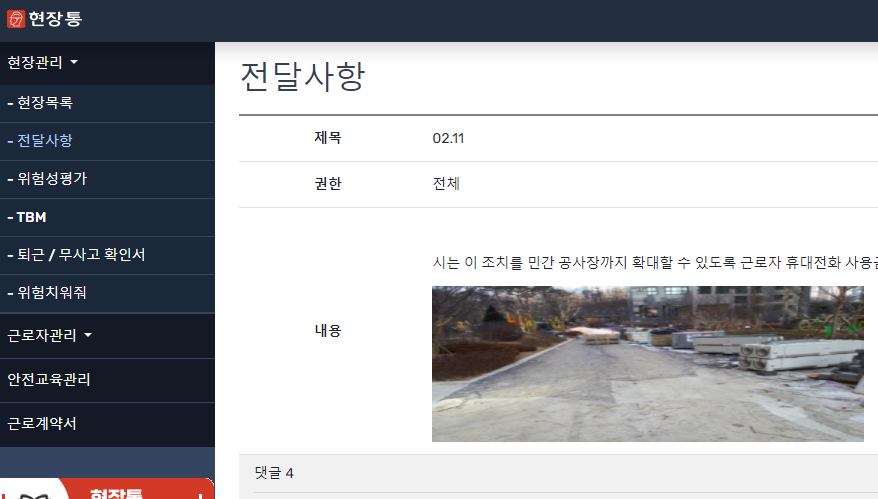 현장통
현장관리
- 현장목록
- 전달사항
- 위험성평가
- TBM
- 퇴근 / 무사고 확인서
- 위험치워줘
근로자관리
안전교육관리
근로계약서
현장통
전달사항
제목 02.11
권한 전체
시는 이 조치를 민간 공사장까지 확대할 수 있도록 근로자 휴대전화 사용금
내용
댓글 4